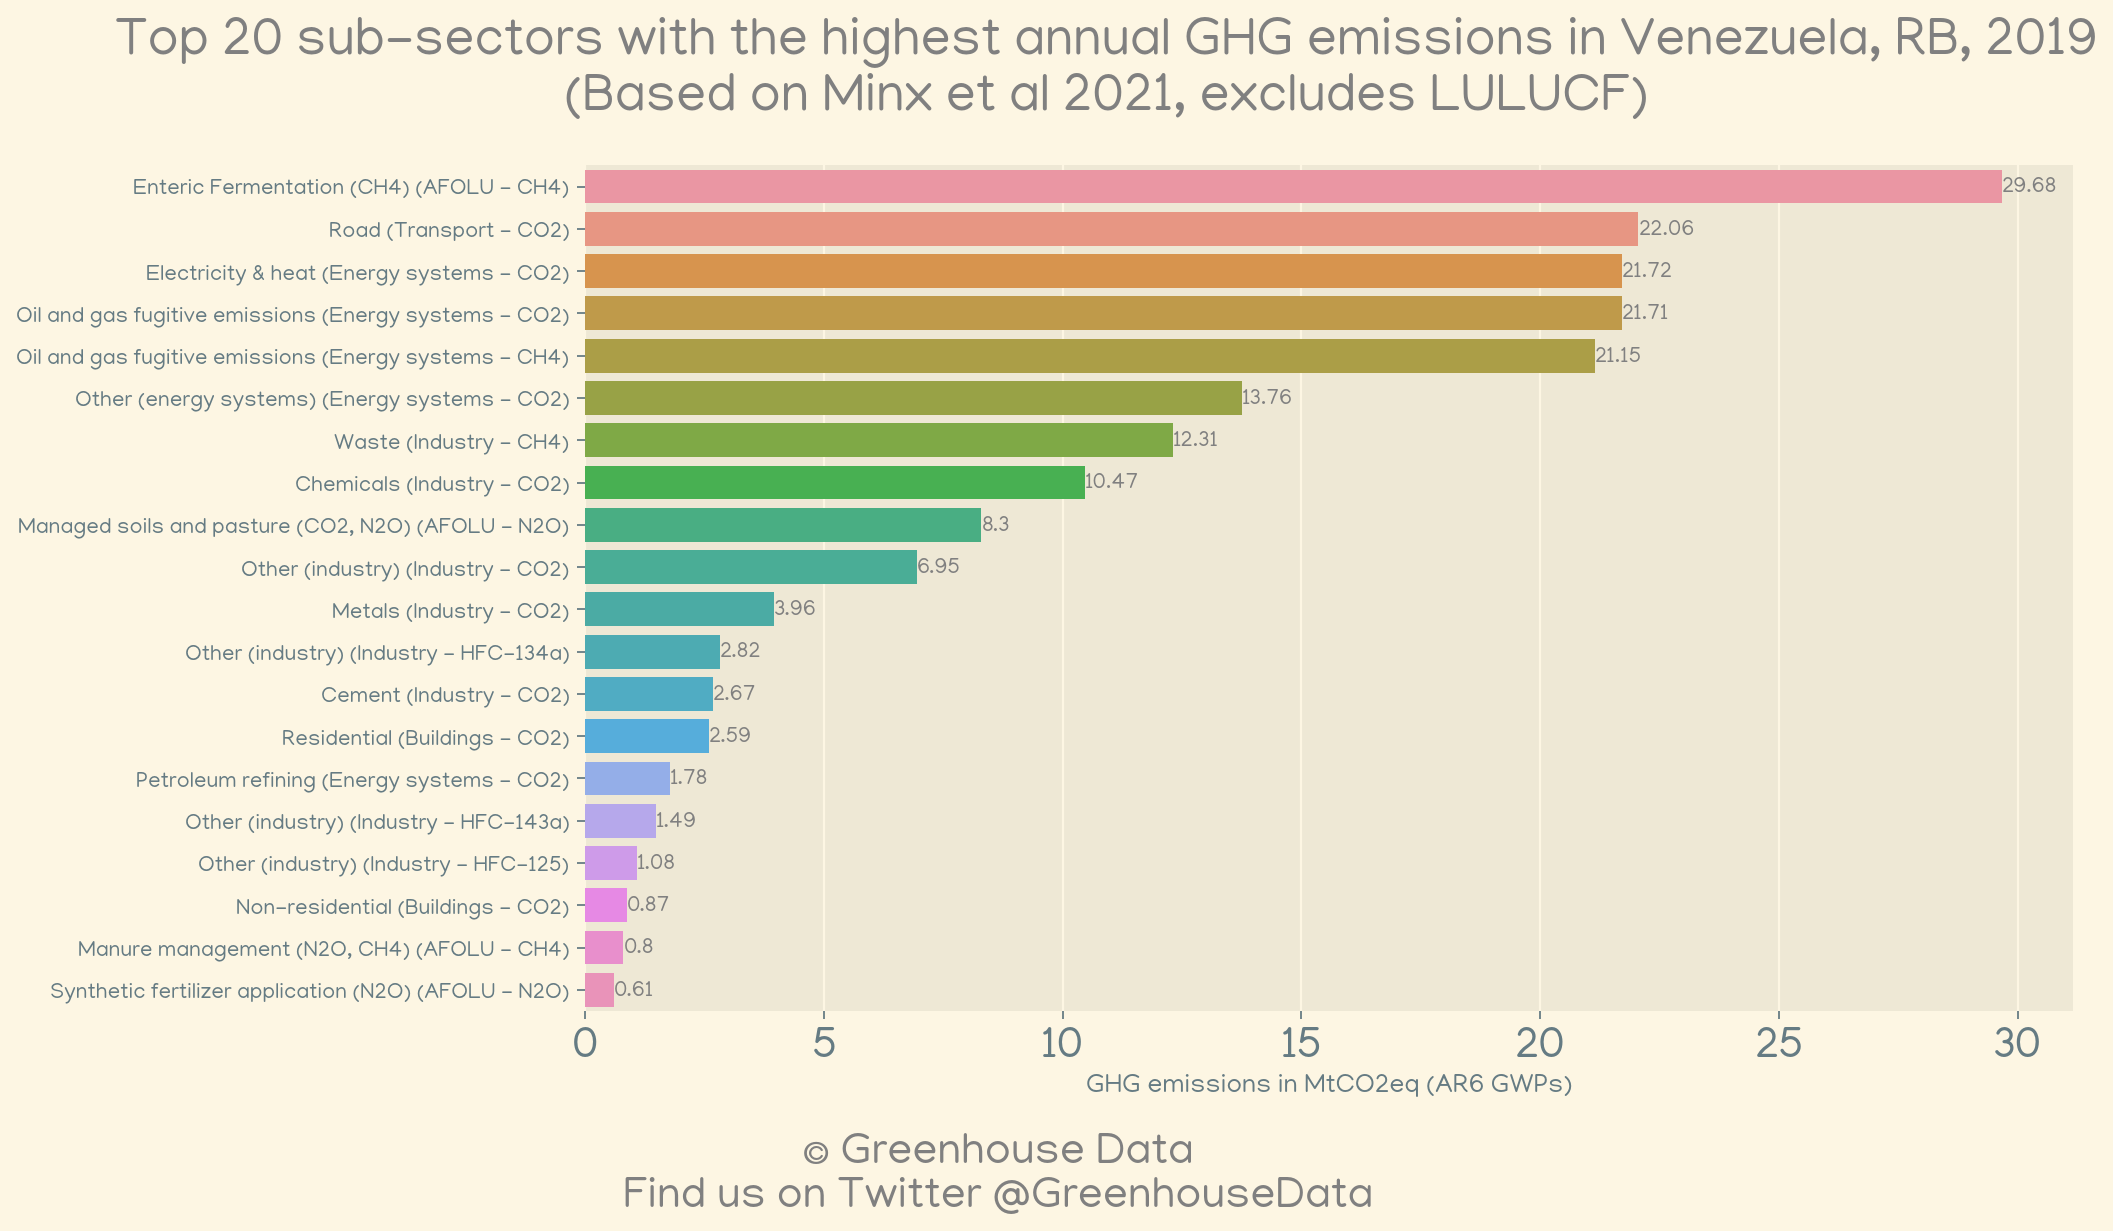 Top 20 sub-sectors with the highest annual GHG emissions in Venezuela, RB, 2019
(Based on Minx et al 2021, excludes LULUCF)
Enteric Fermentation (CH4) (AFOLU - CH4) 29.68
Road (Transport - CO2) 22.06
Electricity & heat (Energy systems - CO2) 21.72
Oil and gas fugitive emissions (Energy systems - CO2) 21.71
Oil and gas fugitive emissions (Energy systems - CH4) 21.15
Other (energy systems) (Energy systems - CO2) 13.76
Waste (Industry - CH4) 12.31
Chemicals (Industry - CO2) 10.47
Managed soils and pasture (CO2, N2O) (AFOLU - N2O) 8.3
Other (industry) (Industry - CO2) 6.95
Metals (Industry - CO2) 3.96
Other (industry) (Industry - HFC-134a) 2.82
Cement (Industry - CO2) 2.67
Residential (Buildings - CO2) 2.59
Petroleum refining (Energy systems - CO2) 1.78
Other (industry) (Industry - HFC-143a) 1.49
Other (industry) (Industry - HFC-125) 1.08
Non-residential (Buildings - CO2) 0.87
Manure management (N2O, CH4) (AFOLU - CH4) 0.8
Synthetic fertilizer application (N2O) (AFOLU - N2O) 0.61
0 5 10 15 20 25 30
GHG emissions in MtCO2eq (AR6 GWPs)
© Greenhouse Data
Find us on Twitter @GreenhouseData